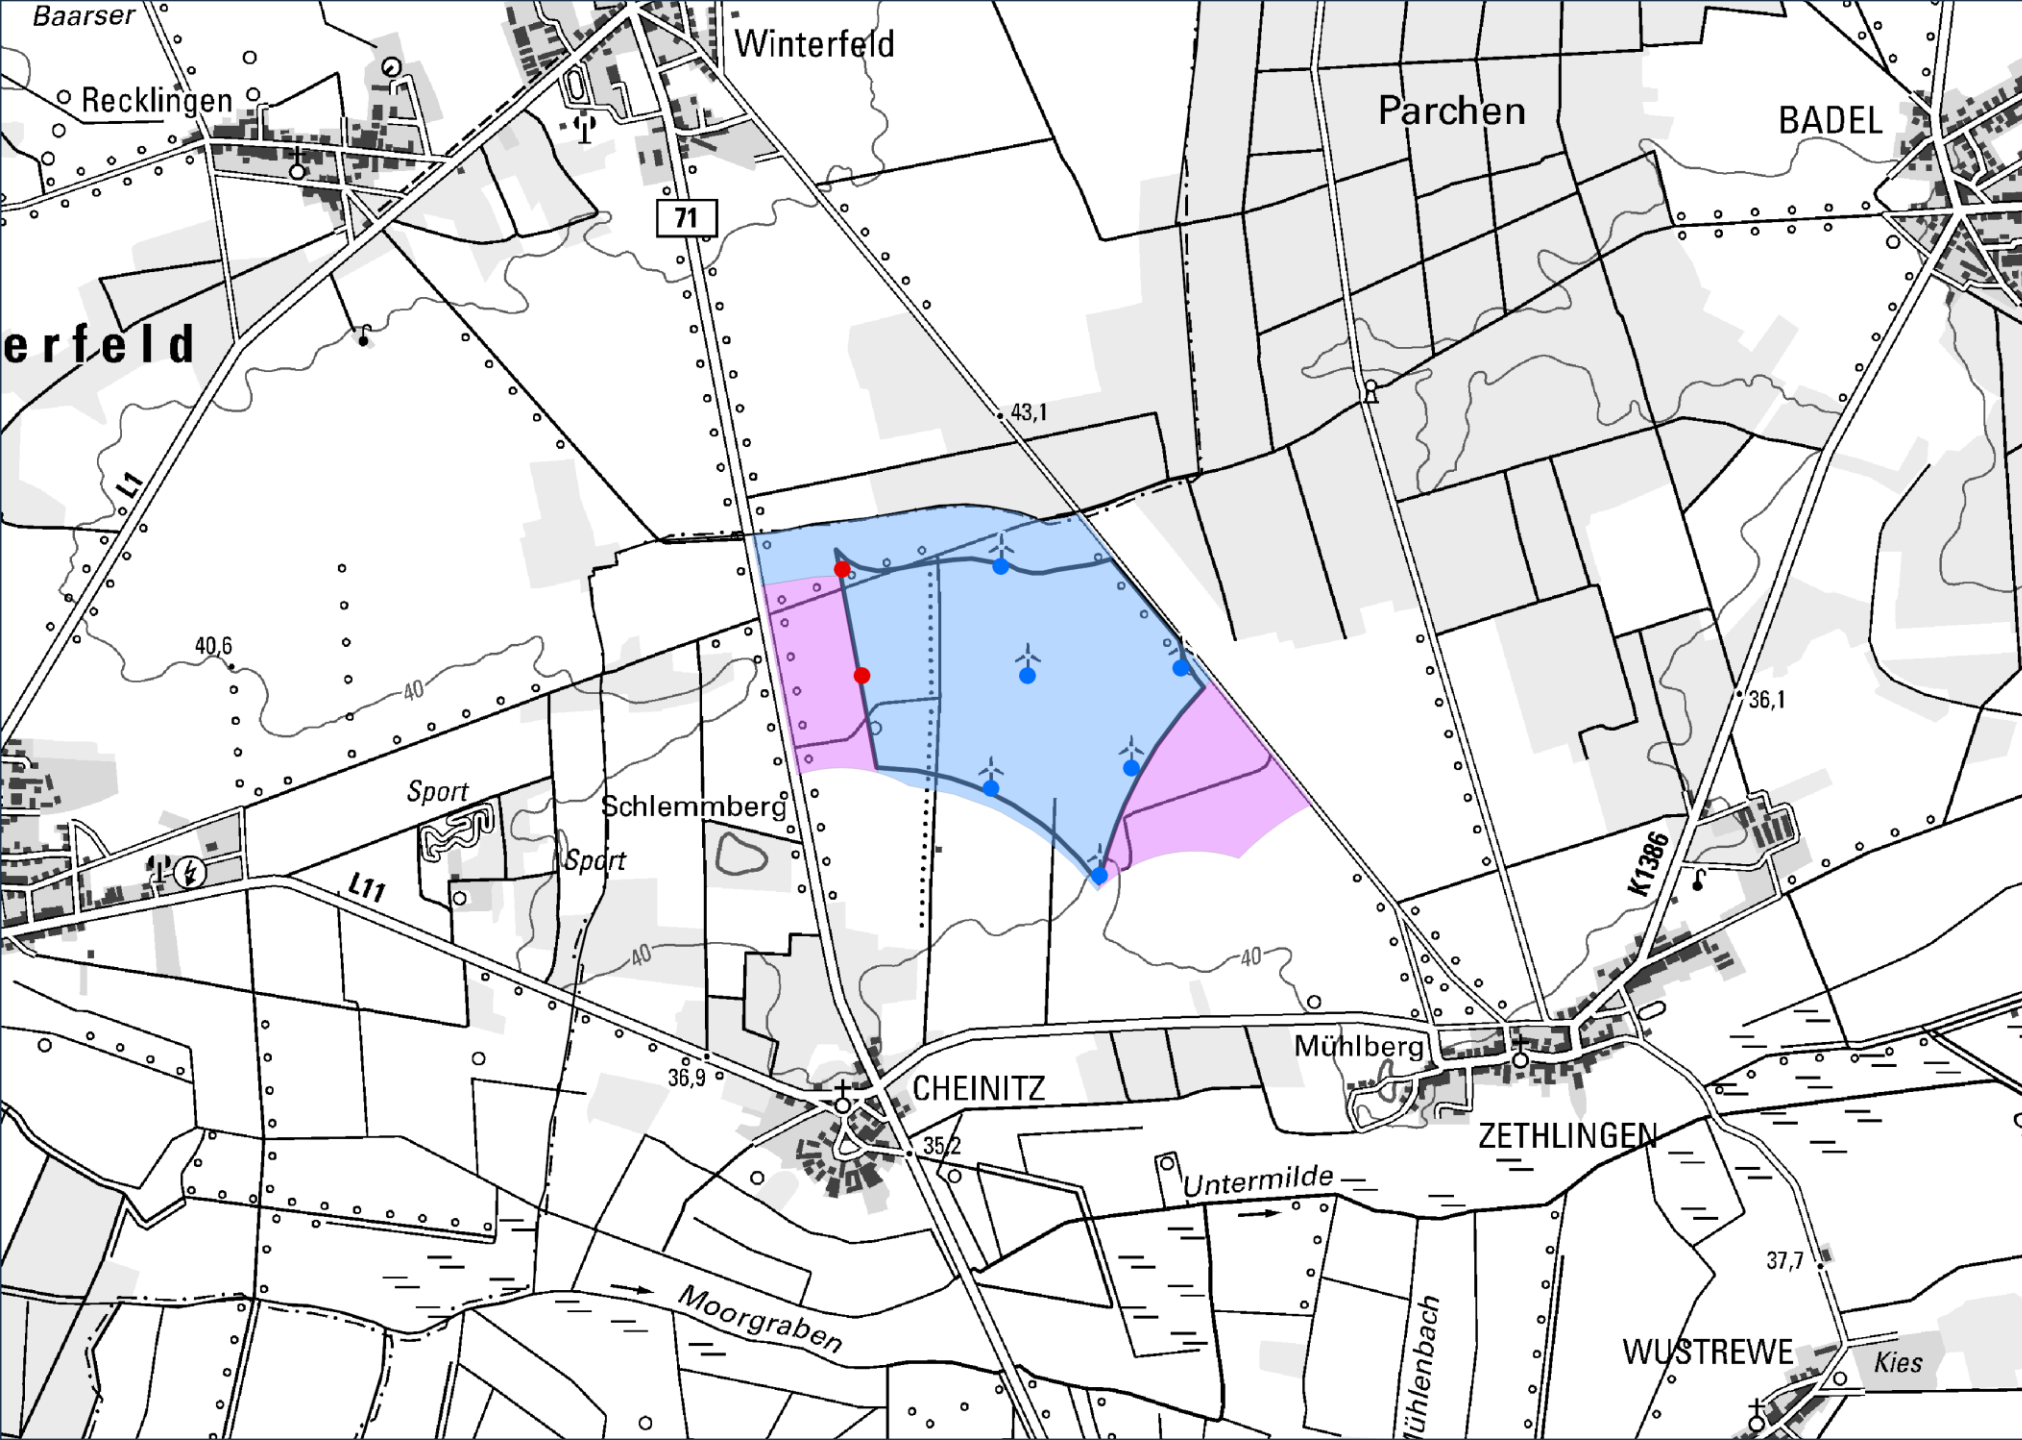 Baarser
Winterfeld
Recklingen
Parchen
BADEL
71
erfeld
43,1
L1
40,6
40
36,1
Sport
Schlemmberg
Sport
L11
K1386
40
40
36,9
CHEINITZ
Mühlberg
35,2
ZETHLINGEN
Untermilde
37,7
Moorgraben
Mühlenbach
WUSTREWE
Kies